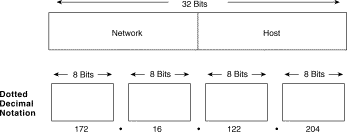 32 Bits
Network Host
8 Bits 8 Bits 8 Bits 8 Bits
Dotted
Decimal
Notation
172 • 16 • 122 • 204